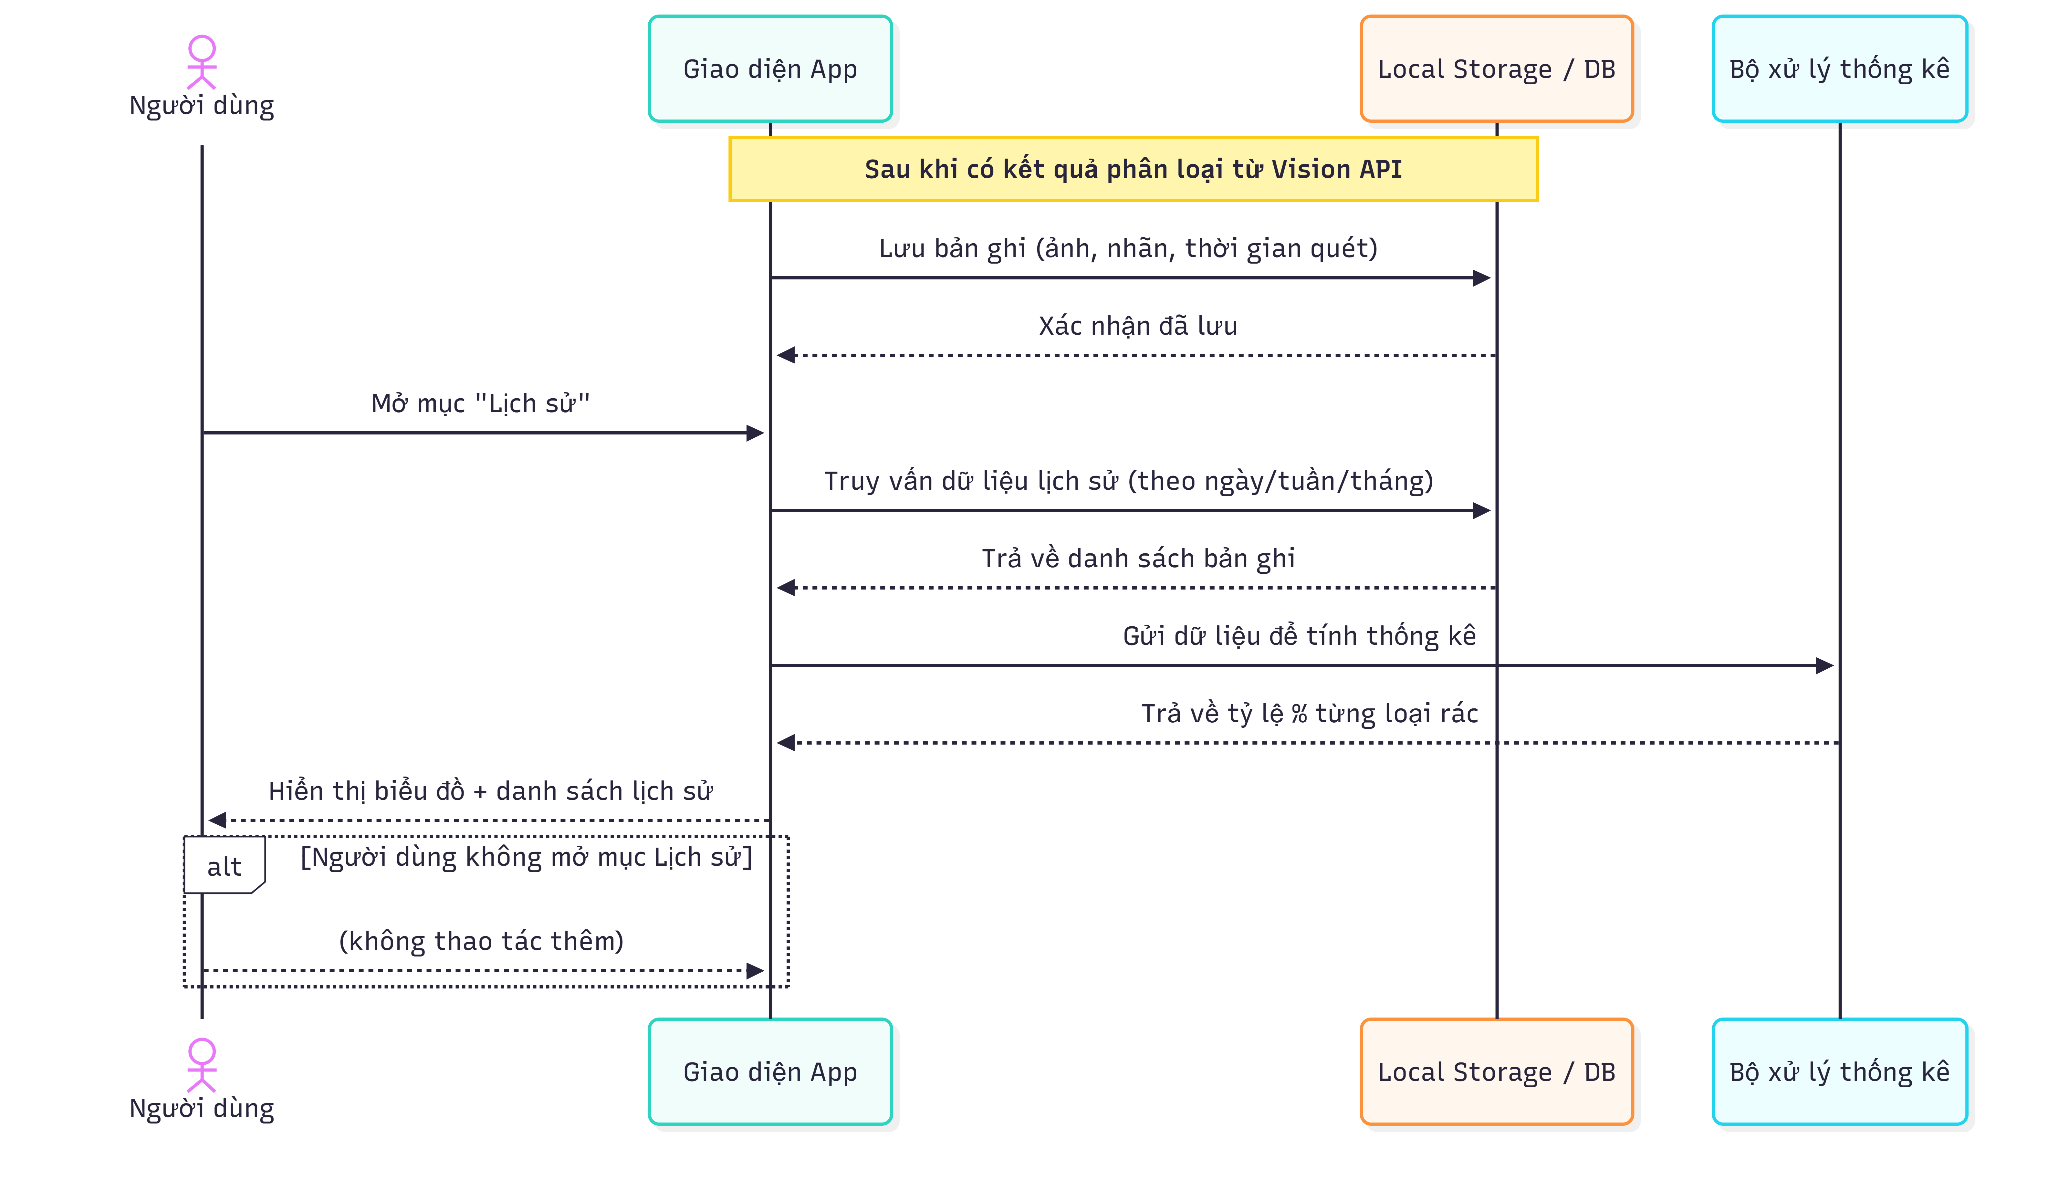 Người dùng
Giao diện App
Local Storage / DB
Bộ xử lý thống kê
Sau khi có kết quả phân loại từ Vision API
Lưu bản ghi (ảnh, nhãn, thời gian quét)
Xác nhận đã lưu
Mở mục "Lịch sử"
Truy vấn dữ liệu lịch sử (theo ngày/tuần/tháng)
Trả về danh sách bản ghi
Gửi dữ liệu để tính thống kê
Trả về tỷ lệ % từng loại rác
Hiển thị biểu đồ + danh sách lịch sử
alt
[Người dùng không mở mục Lịch sử]
(không thao tác thêm)
Người dùng
Giao diện App
Local Storage / DB
Bộ xử lý thống kê